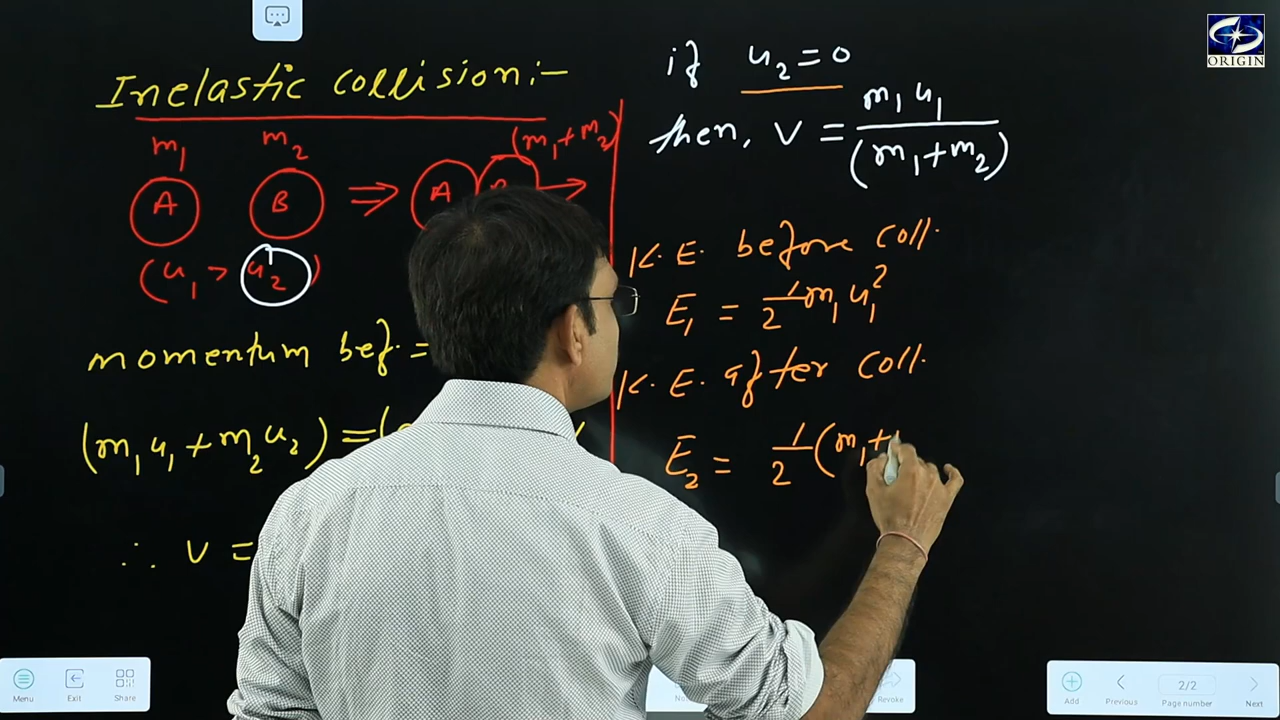 Inelastic collision:-
m1 m2 (m1+m2)
A B ⇒ A
(u1 > u2)
momentum bef. =
(m1u1 + m2u2) = (
∴ v =
if u2 = 0
then, v = m1u1
(m1+m2)
K.E. before coll.
E1 = 1/2 m1u1²
K.E. after coll.
E2 = 1/2 (m1+
ORIGIN
Menu Exit Share
Revoke
Add Previous 2/2 Next
Page number